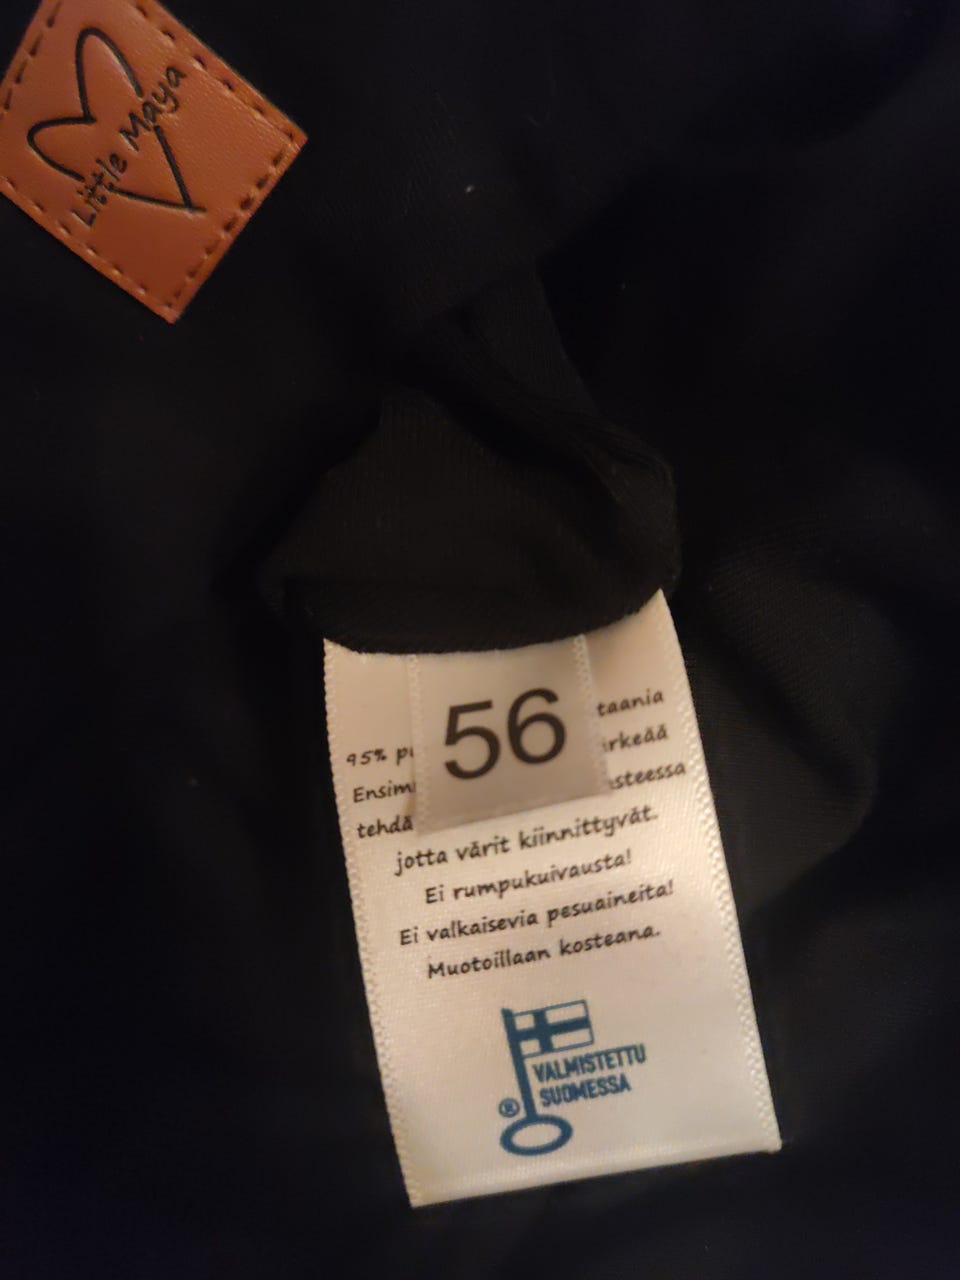 Little Maya
56
95%
taania
Ensim
rkeää
tehdä
steessa
jotta värit kiinnittyvät.
Ei rumpukuivausta!
Ei valkaisevia pesuaineita!
Muotoillaan kosteana.
VALMISTETTU
SUOMESSA
®